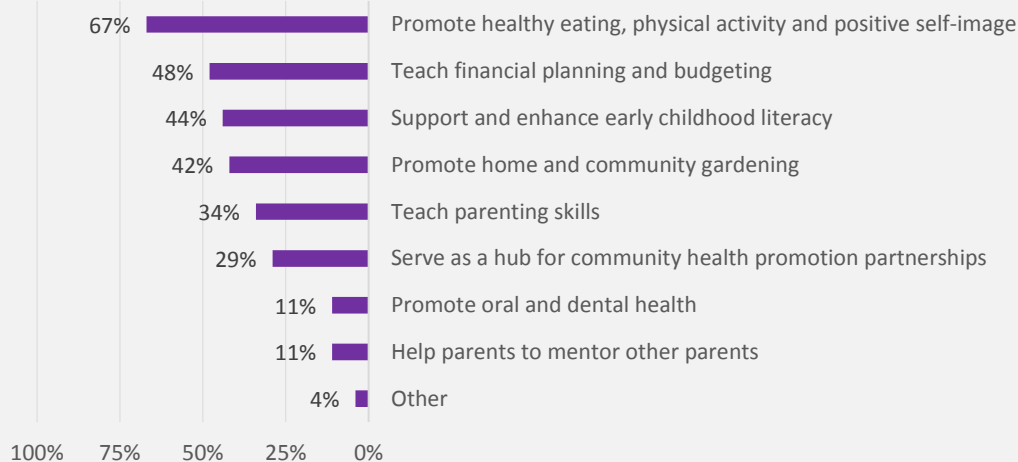 67% Promote healthy eating, physical activity and positive self-image
48% Teach financial planning and budgeting
44% Support and enhance early childhood literacy
42% Promote home and community gardening
34% Teach parenting skills
29% Serve as a hub for community health promotion partnerships
11% Promote oral and dental health
11% Help parents to mentor other parents
4% Other
100% 75% 50% 25% 0%